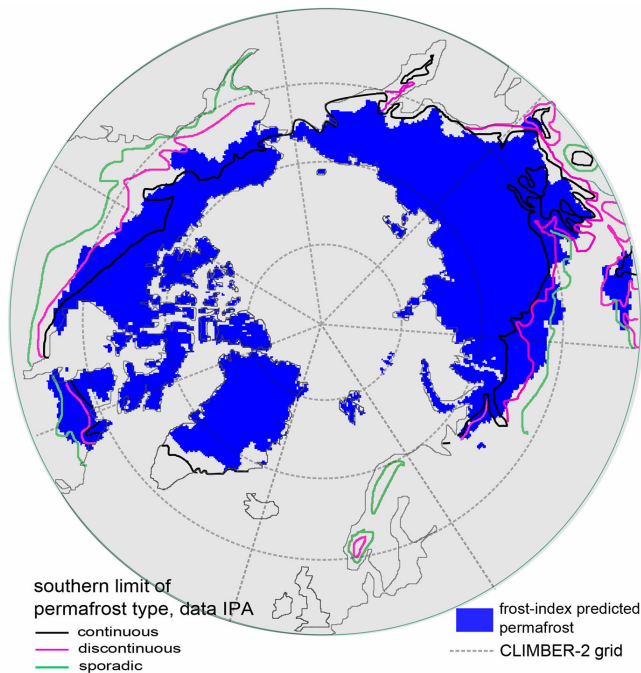 southern limit of
permafrost type, data IPA
continuous
discontinuous
sporadic
frost-index predicted
permafrost
CLIMBER-2 grid